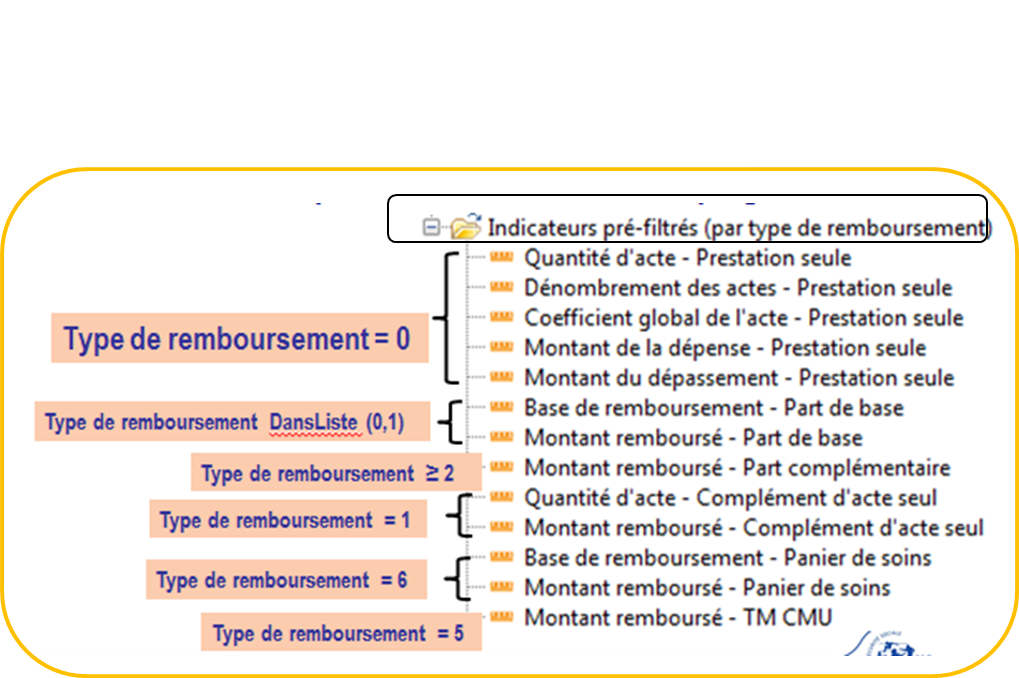 Indicateurs pré-filtrés (par type de remboursement)
Quantité d'acte - Prestation seule
Dénombrement des actes - Prestation seule
Coefficient global de l'acte - Prestation seule
Montant de la dépense - Prestation seule
Montant du dépassement - Prestation seule
Type de remboursement = 0
Base de remboursement - Part de base
Montant remboursé - Part de base
Type de remboursement DansListe (0,1)
Montant remboursé - Part complémentaire
Type de remboursement ≥ 2
Quantité d'acte - Complément d'acte seul
Montant remboursé - Complément d'acte seul
Type de remboursement = 1
Base de remboursement - Panier de soins
Montant remboursé - Panier de soins
Type de remboursement = 6
Montant remboursé - TM CMU
Type de remboursement = 5